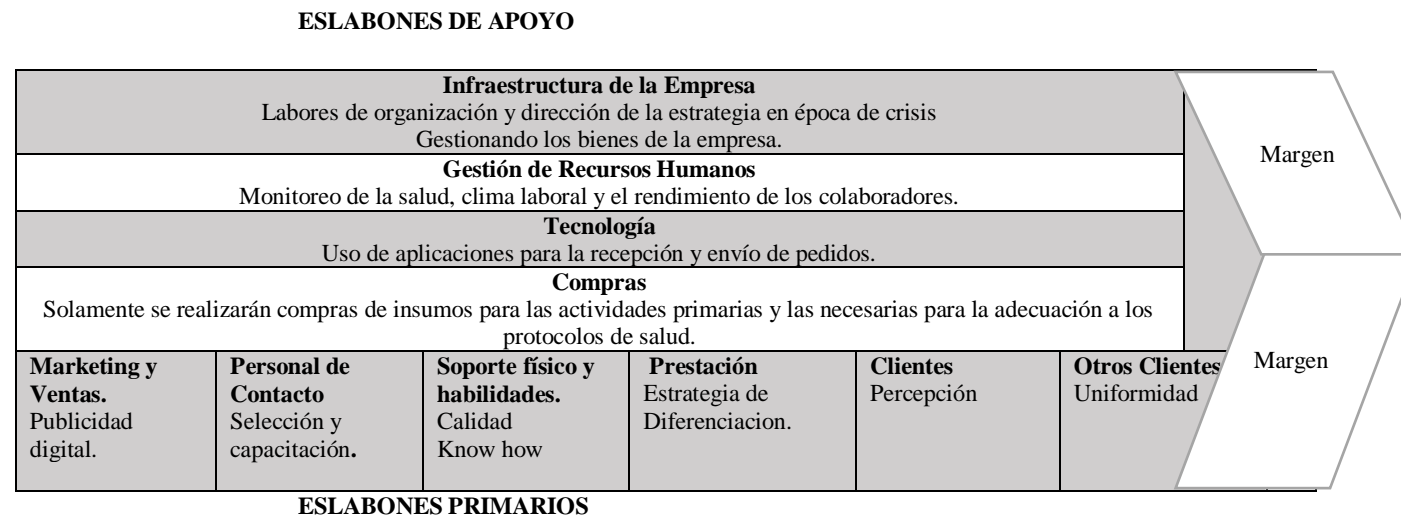 ESLABONES DE APOYO
Infraestructura de la Empresa
Labores de organización y dirección de la estrategia en época de crisis
Gestionando los bienes de la empresa.
Margen
Gestión de Recursos Humanos
Monitoreo de la salud, clima laboral y el rendimiento de los colaboradores.
Tecnología
Uso de aplicaciones para la recepción y envío de pedidos.
Compras
Solamente se realizarán compras de insumos para las actividades primarias y las necesarias para la adecuación a los
protocolos de salud.
Marketing y
Ventas.
Publicidad
digital.
Personal de
Contacto
Selección y
capacitación.
Soporte físico y
habilidades.
Calidad
Know how
Prestación
Estrategia de
Diferenciacion.
Clientes
Percepción
Otros Clientes
Uniformidad
Margen
ESLABONES PRIMARIOS